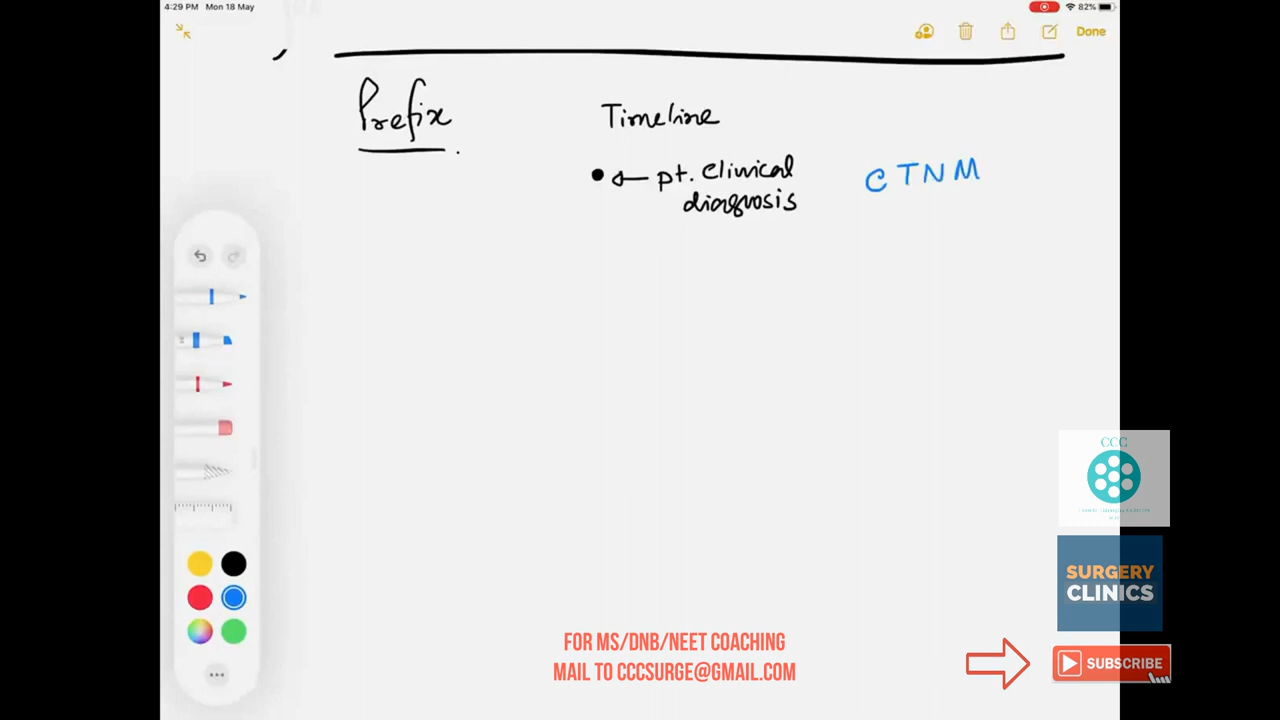 4:29 PM Mon 18 May
82%
Done
Prefix
Timeline
pt. clinical
diagnosis
CTNM
CCC
SURGERY
CLINICS
FOR MS/DNB/NEET COACHING
MAIL TO CCCSURGE@GMAIL.COM
SUBSCRIBE